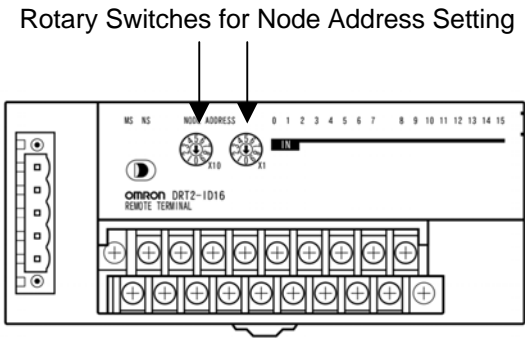 Rotary Switches for Node Address Setting
MS NS NODE ADDRESS 0 1 2 3 4 5 6 7 8 9 10 11 12 13 14 15
IN
X10 X1
OMRON DRT2-ID16
REMOTE TERMINAL